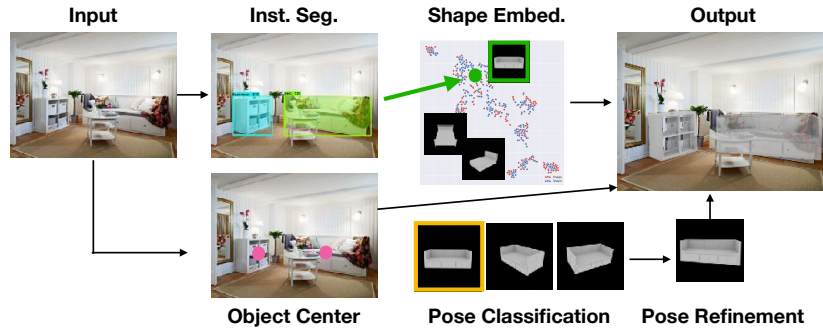 Input
Inst. Seg.
Shape Embed.
Output
Object Center
Pose Classification
Pose Refinement